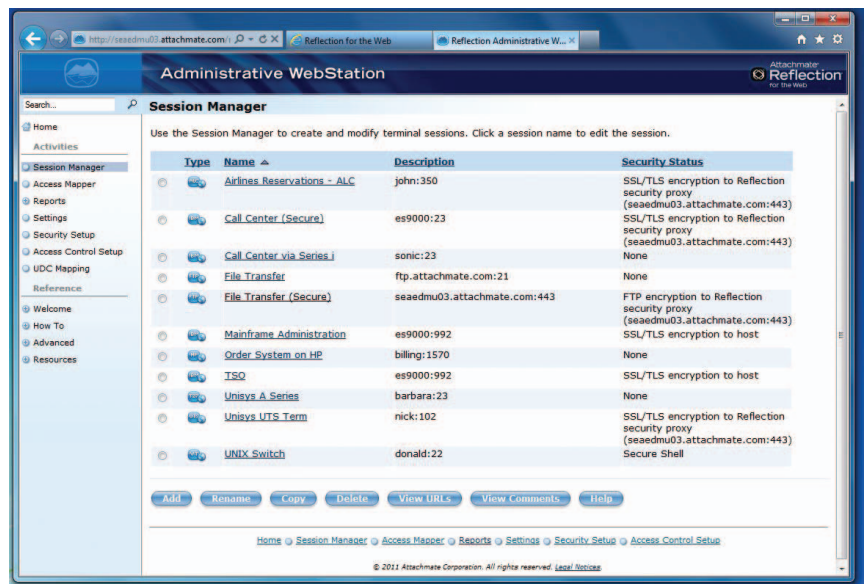 http://seaedmu03.attachmate.com/r
Reflection for the Web
Reflection Administrative W...
Administrative WebStation
Attachmate
Reflection
for the Web
Search...
Home
Activities
Session Manager
Access Mapper
Reports
Settings
Security Setup
Access Control Setup
UDC Mapping
Reference
Welcome
How To
Advanced
Resources
Session Manager
Use the Session Manager to create and modify terminal sessions. Click a session name to edit the session.
Type Name Description Security Status
Airlines Reservations - ALC john:350 SSL/TLS encryption to Reflection
security proxy
(seaedmu03.attachmate.com:443)
Call Center (Secure) es9000:23 SSL/TLS encryption to Reflection
security proxy
(seaedmu03.attachmate.com:443)
Call Center via Series i sonic:23 None
File Transfer ftp.attachmate.com:21 None
File Transfer (Secure) seaedmu03.attachmate.com:443 FTP encryption to Reflection
security proxy
(seaedmu03.attachmate.com:443)
Mainframe Administration es9000:992 SSL/TLS encryption to host
Order System on HP billing:1570 None
TSO es9000:992 SSL/TLS encryption to host
Unisys A Series barbara:23 None
Unisys UTS Term nick:102 SSL/TLS encryption to Reflection
security proxy
(seaedmu03.attachmate.com:443)
UNIX Switch donald:22 Secure Shell
Add Rename Copy Delete View URLs View Comments Help
Home Session Manager Access Mapper Reports Settings Security Setup Access Control Setup
© 2011 Attachmate Corporation. All rights reserved. Legal Notices.